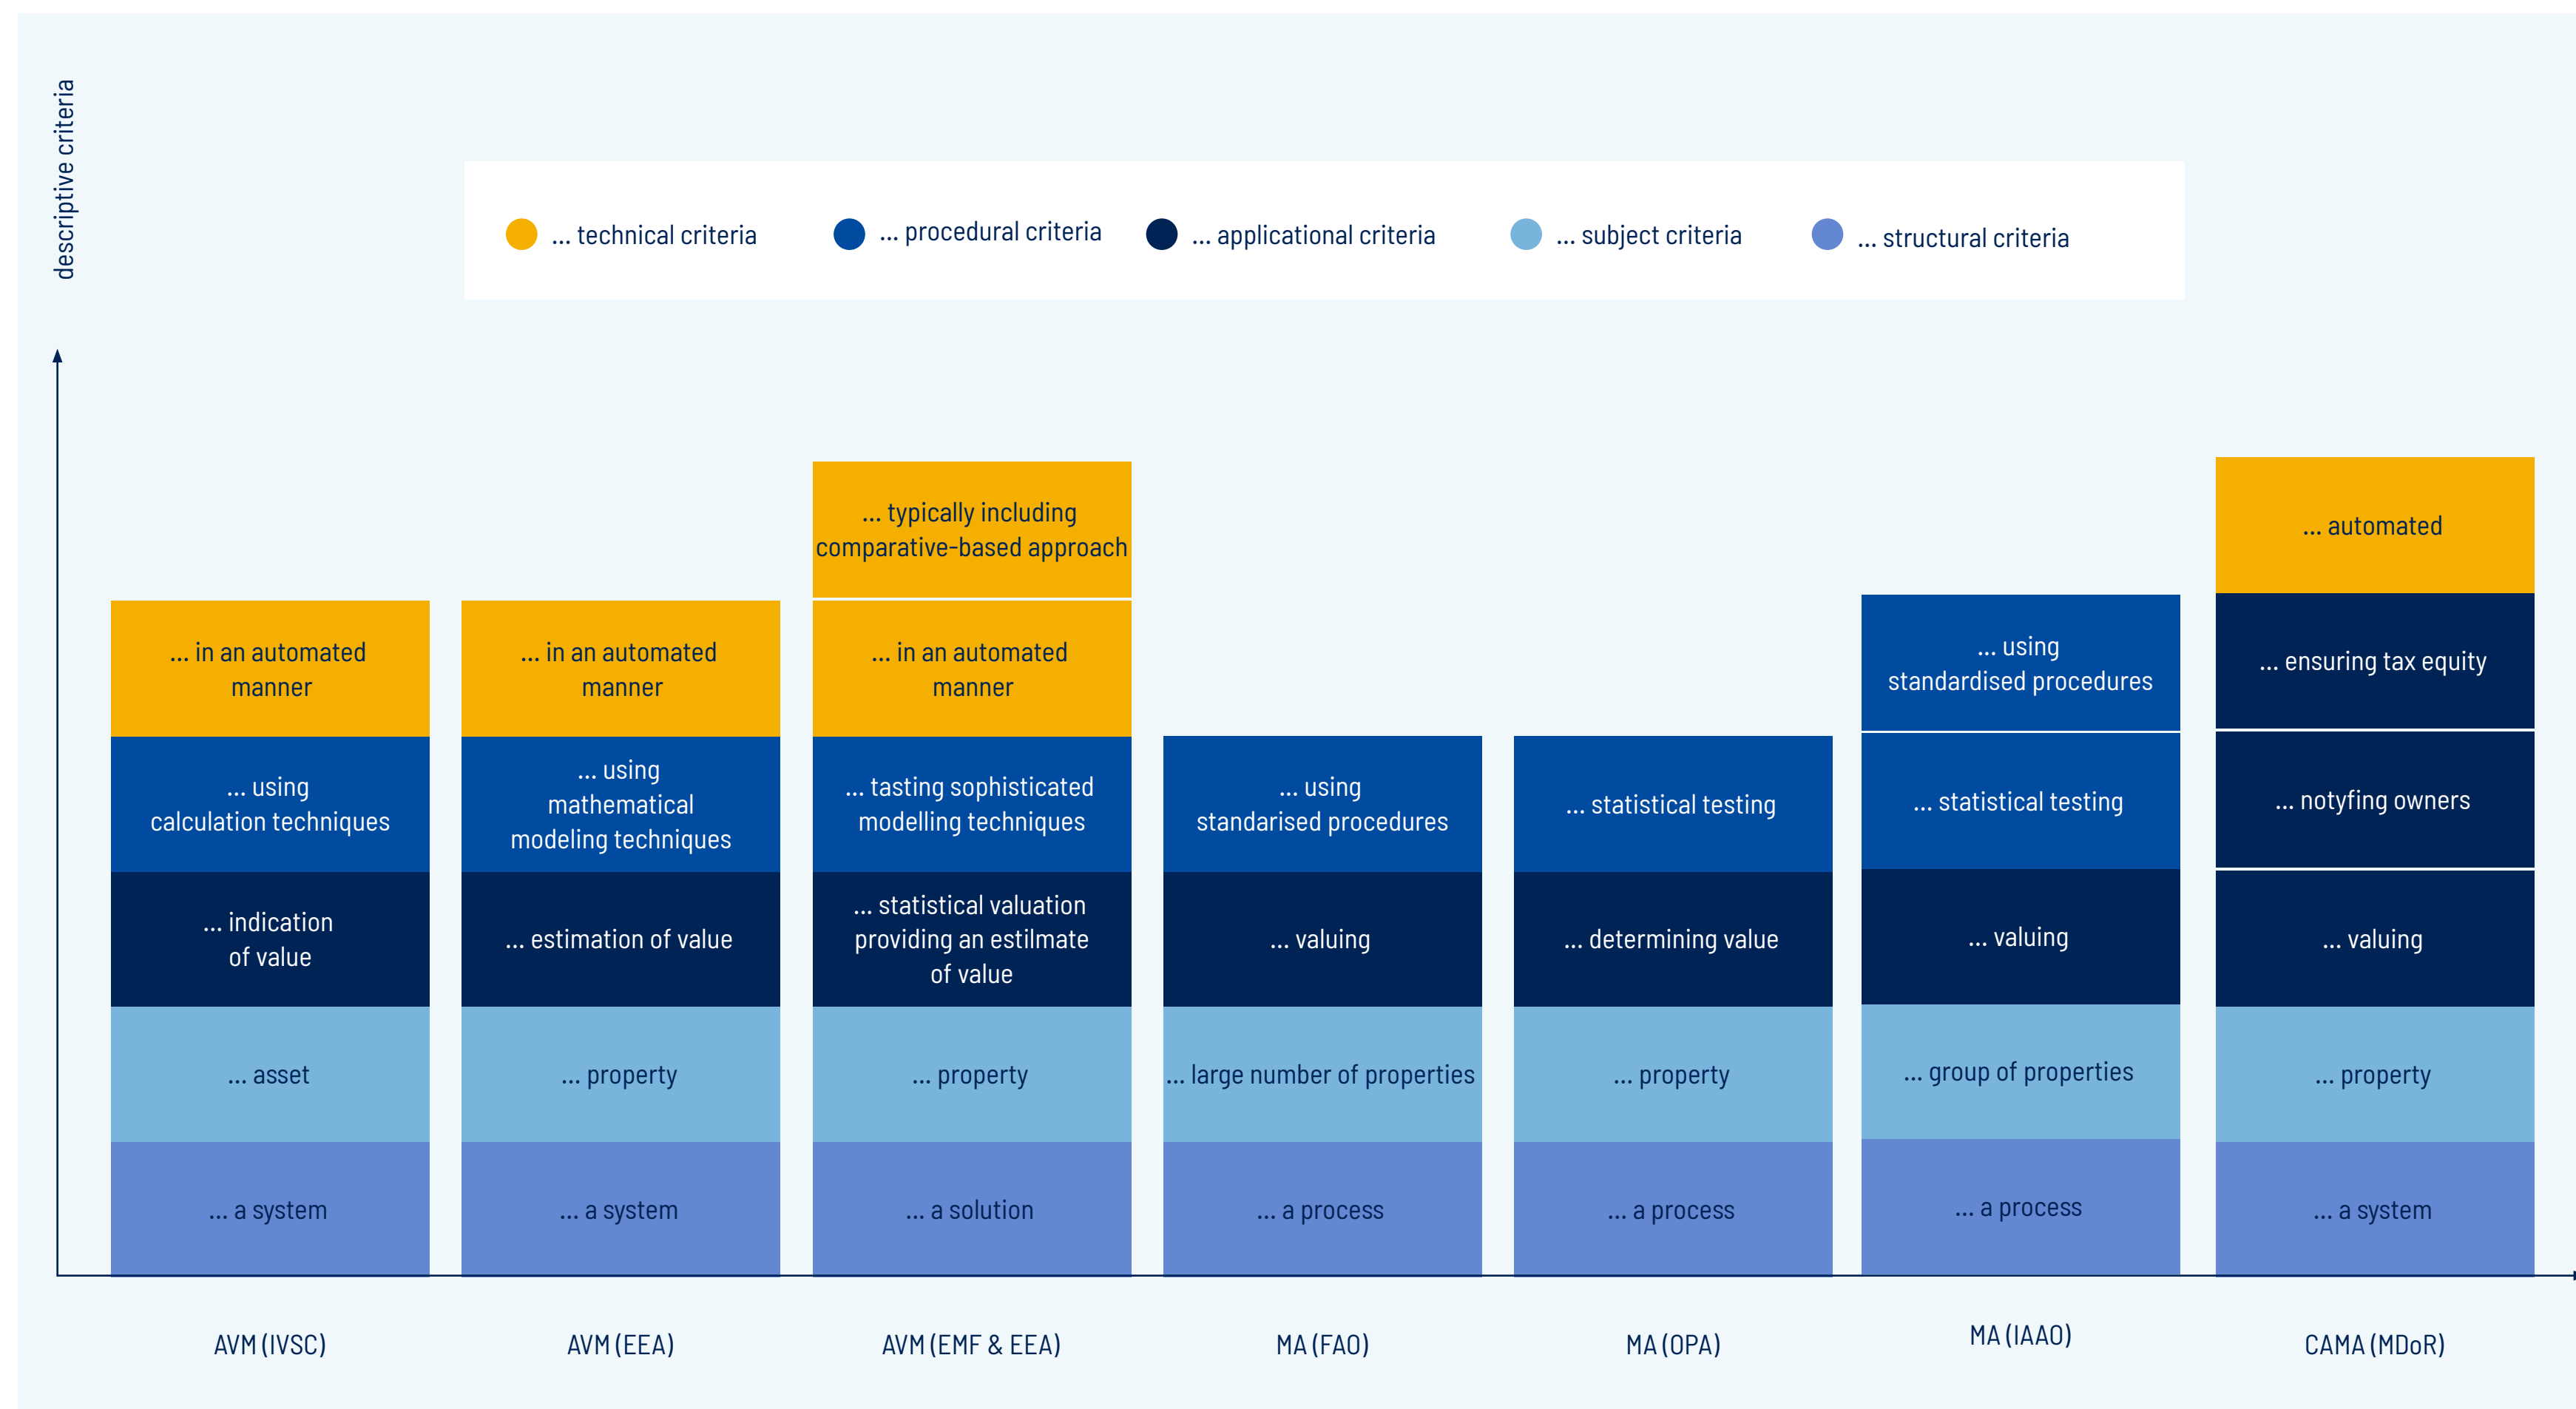 descriptive criteria
... technical criteria
... procedural criteria
... applicational criteria
... subject criteria
... structural criteria
... in an automated
manner
... using
calculation techniques
... indication
of value
... asset
... a system
AVM (IVSC)
... in an automated
manner
... using
mathematical
modeling techniques
... estimation of value
... property
... a system
AVM (EEA)
... typically including
comparative-based approach
... in an automated
manner
... tasting sophisticated
modelling techniques
... statistical valuation
providing an estilmate
of value
... property
... a solution
AVM (EMF & EEA)
... using
standarised procedures
... valuing
... large number of properties
... a process
MA (FAO)
... statistical testing
... determining value
... property
... a process
MA (OPA)
... using
standardised procedures
... statistical testing
... valuing
... group of properties
... a process
MA (IAAO)
... automated
... ensuring tax equity
... notyfing owners
... valuing
... property
... a system
CAMA (MDoR)